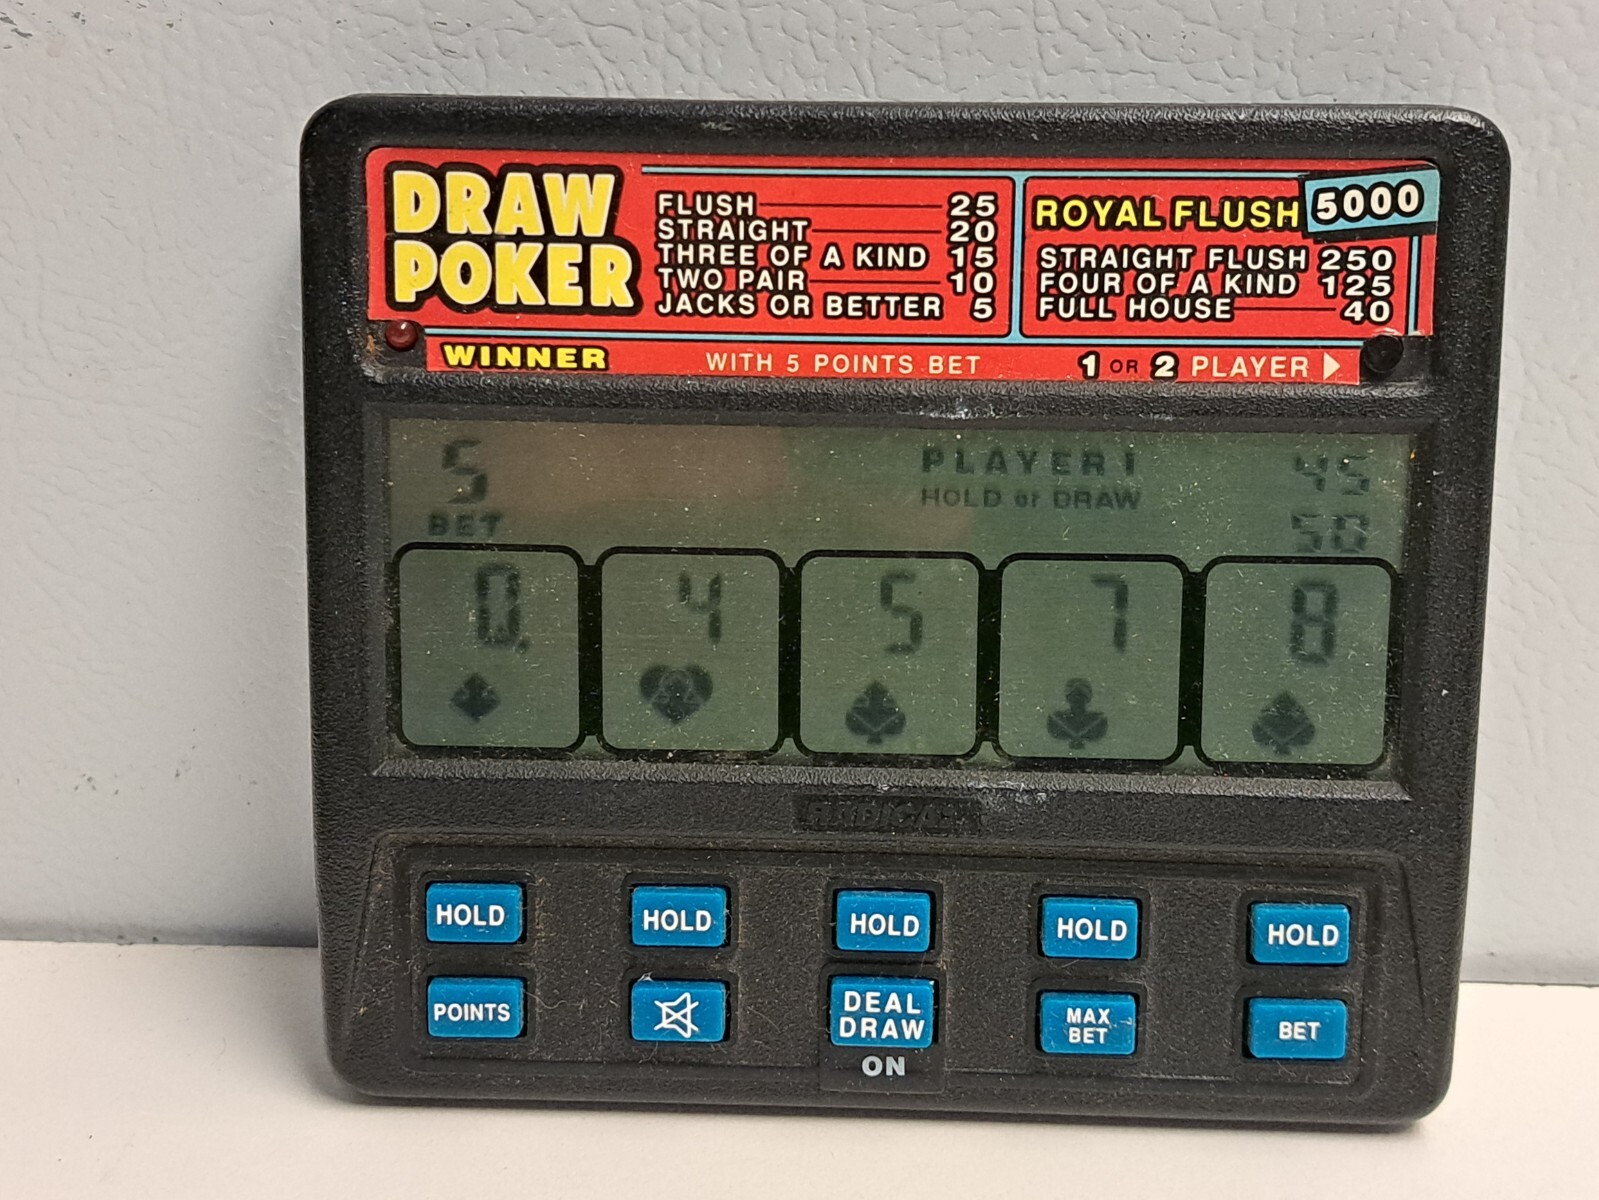 DRAW
POKER
FLUSH 25
STRAIGHT 20
THREE OF A KIND 15
TWO PAIR 10
JACKS OR BETTER 5
ROYAL FLUSH 5000
STRAIGHT FLUSH 250
FOUR OF A KIND 125
FULL HOUSE 40
WINNER WITH 5 POINTS BET 1 OR 2 PLAYER
5 PLAYER 1 45
BET HOLD or DRAW 50
Q 4 5 7 8
RADICA
HOLD HOLD HOLD HOLD HOLD
POINTS DEAL DRAW MAX BET BET
ON